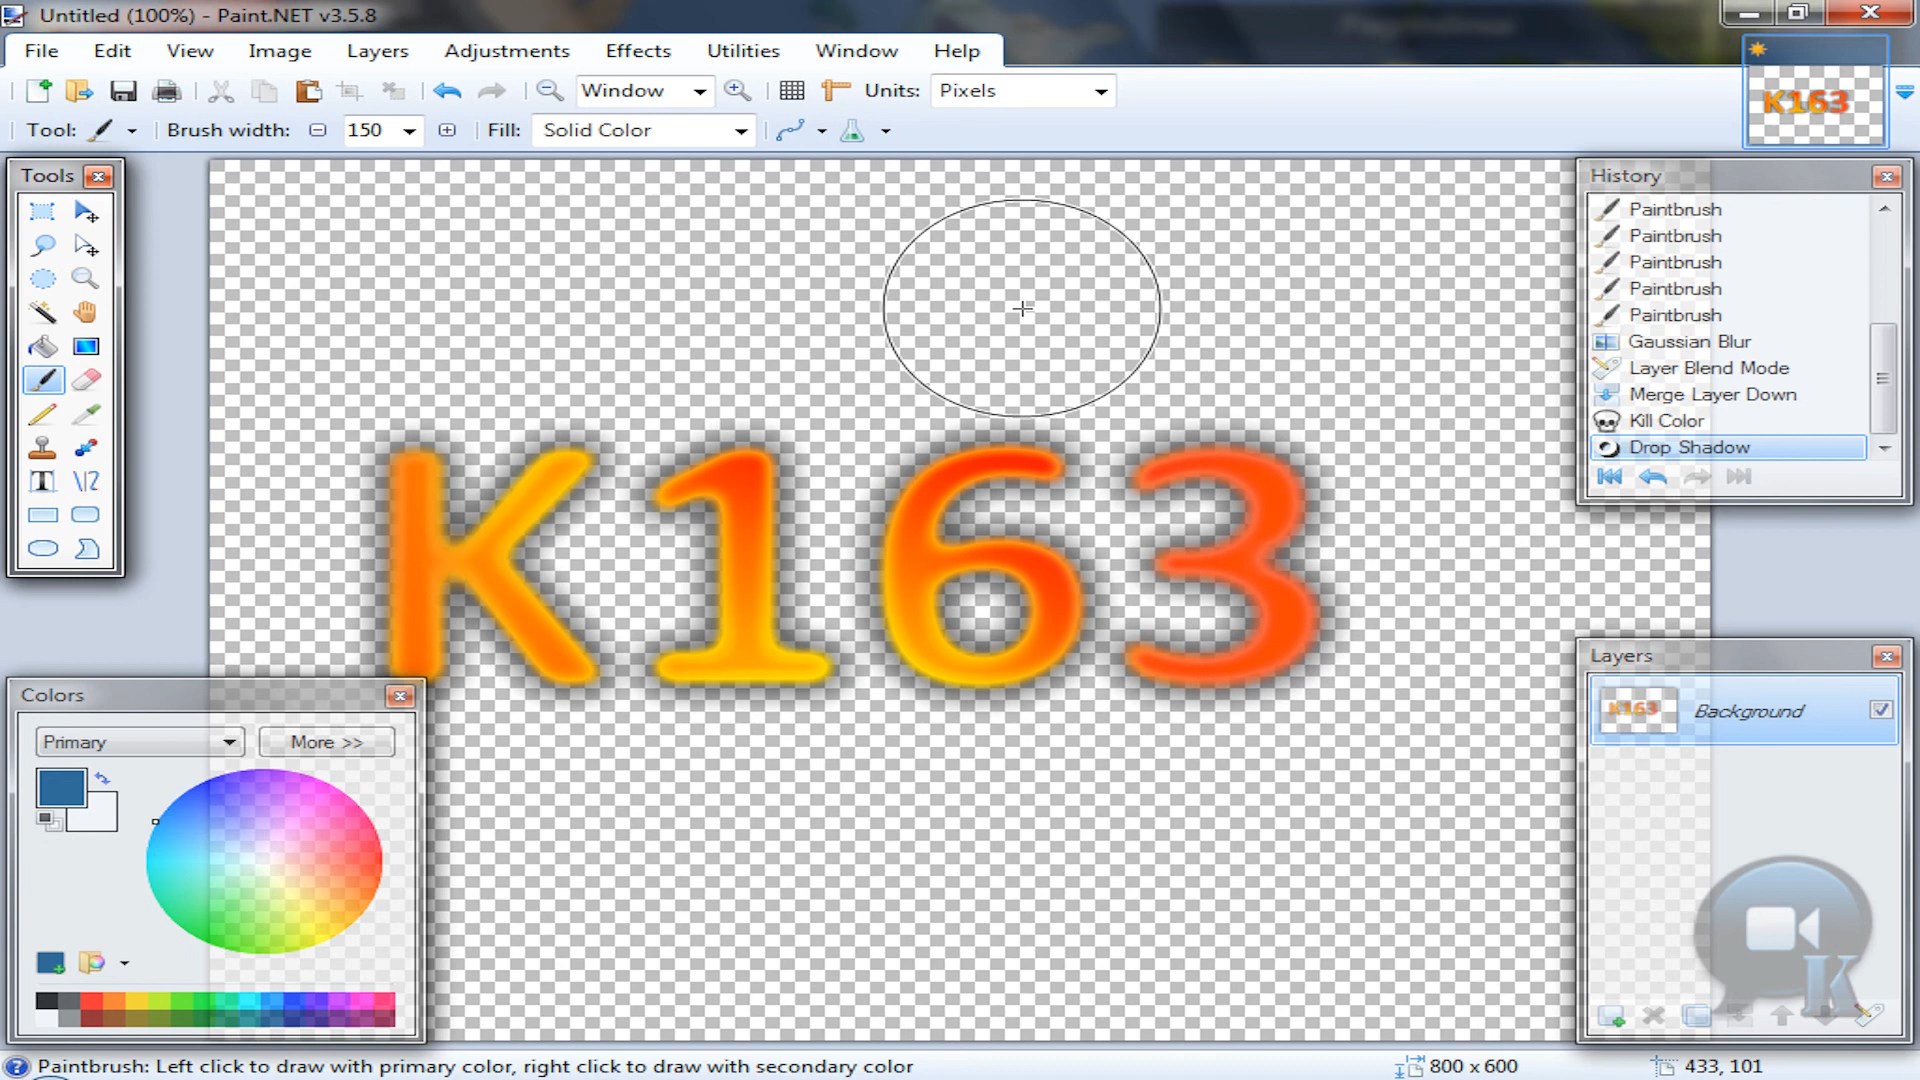 Untitled (100%) - Paint.NET v3.5.8
File Edit View Image Layers Adjustments Effects Utilities Window Help
Window Units: Pixels
K163
Tool: Brush width: 150 Fill: Solid Color
Tools
History
Paintbrush
Paintbrush
Paintbrush
Paintbrush
Paintbrush
Gaussian Blur
Layer Blend Mode
Merge Layer Down
Kill Color
Drop Shadow
K163
Layers
K163 Background
Colors
Primary More >>
K
Paintbrush: Left click to draw with primary color, right click to draw with secondary color 800 x 600 433, 101